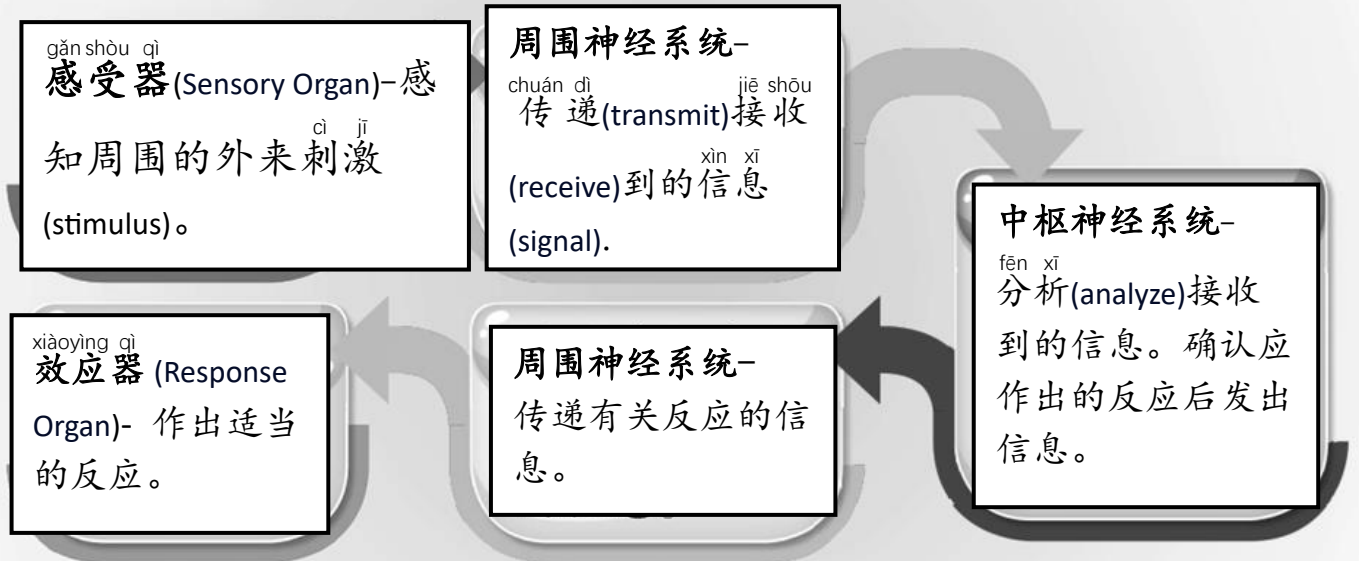 gǎn shòu qì
感受器(Sensory Organ)-感
cì jī
知周围的外来刺激
(stimulus)。
周围神经系统-
chuán dì jiē shōu
传递(transmit)接收
xìn xī
(receive)到的信息
(signal).
中枢神经系统-
fēn xī
分析(analyze)接收
到的信息。确认应
作出的反应后发出
信息。
周围神经系统-
传递有关反应的信
息。
xiàoyìng qì
效应器 (Response
Organ)- 作出适当
的反应。